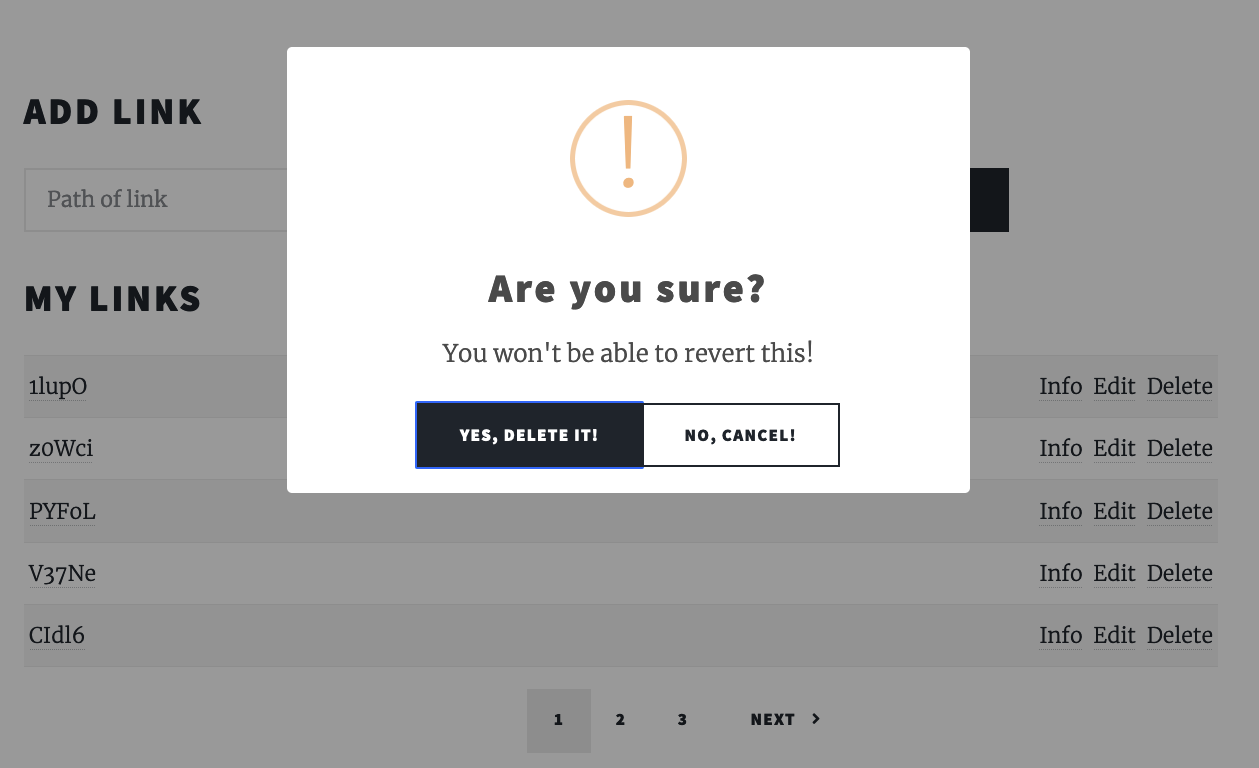 ADD LINK
Path of link
MY LINKS
!
Are you sure?
You won't be able to revert this!
YES, DELETE IT! NO, CANCEL!
1lupO Info Edit Delete
z0Wci Info Edit Delete
PYFoL Info Edit Delete
V37Ne Info Edit Delete
CIdl6 Info Edit Delete
1 2 3 NEXT >